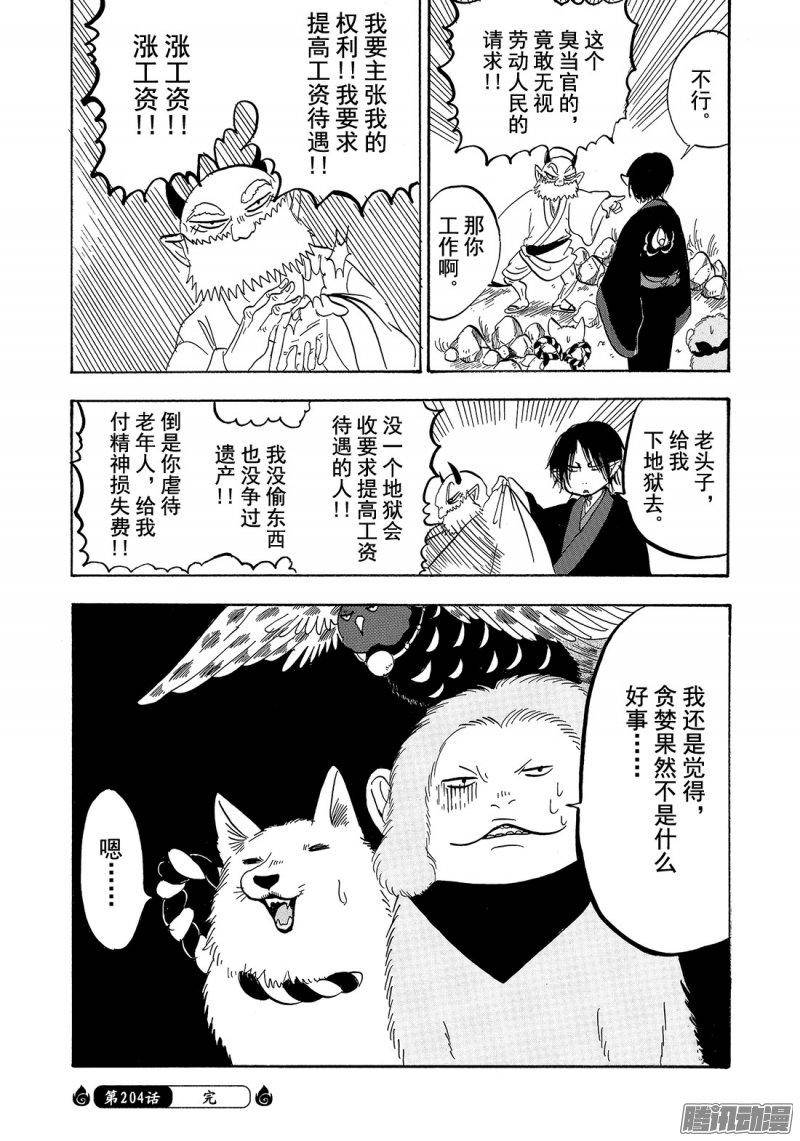 不行。
这个
臭当官的，
竟敢无视
劳动人民的
请求!!
那你
工作啊。
我要主张我的
权利!!我要求
提高工资待遇!!
涨工资!!
涨工资!!
老头子，
给我
下地狱去。
没一个地狱会
收要求提高工资
待遇的人!!
我没偷东西
也没争过
遗产!!
倒是你虐待
老年人，给我
付精神损失费!!
我还是觉得，
贪婪果然不是什么
好事……
嗯……
第204话 完
腾讯动漫